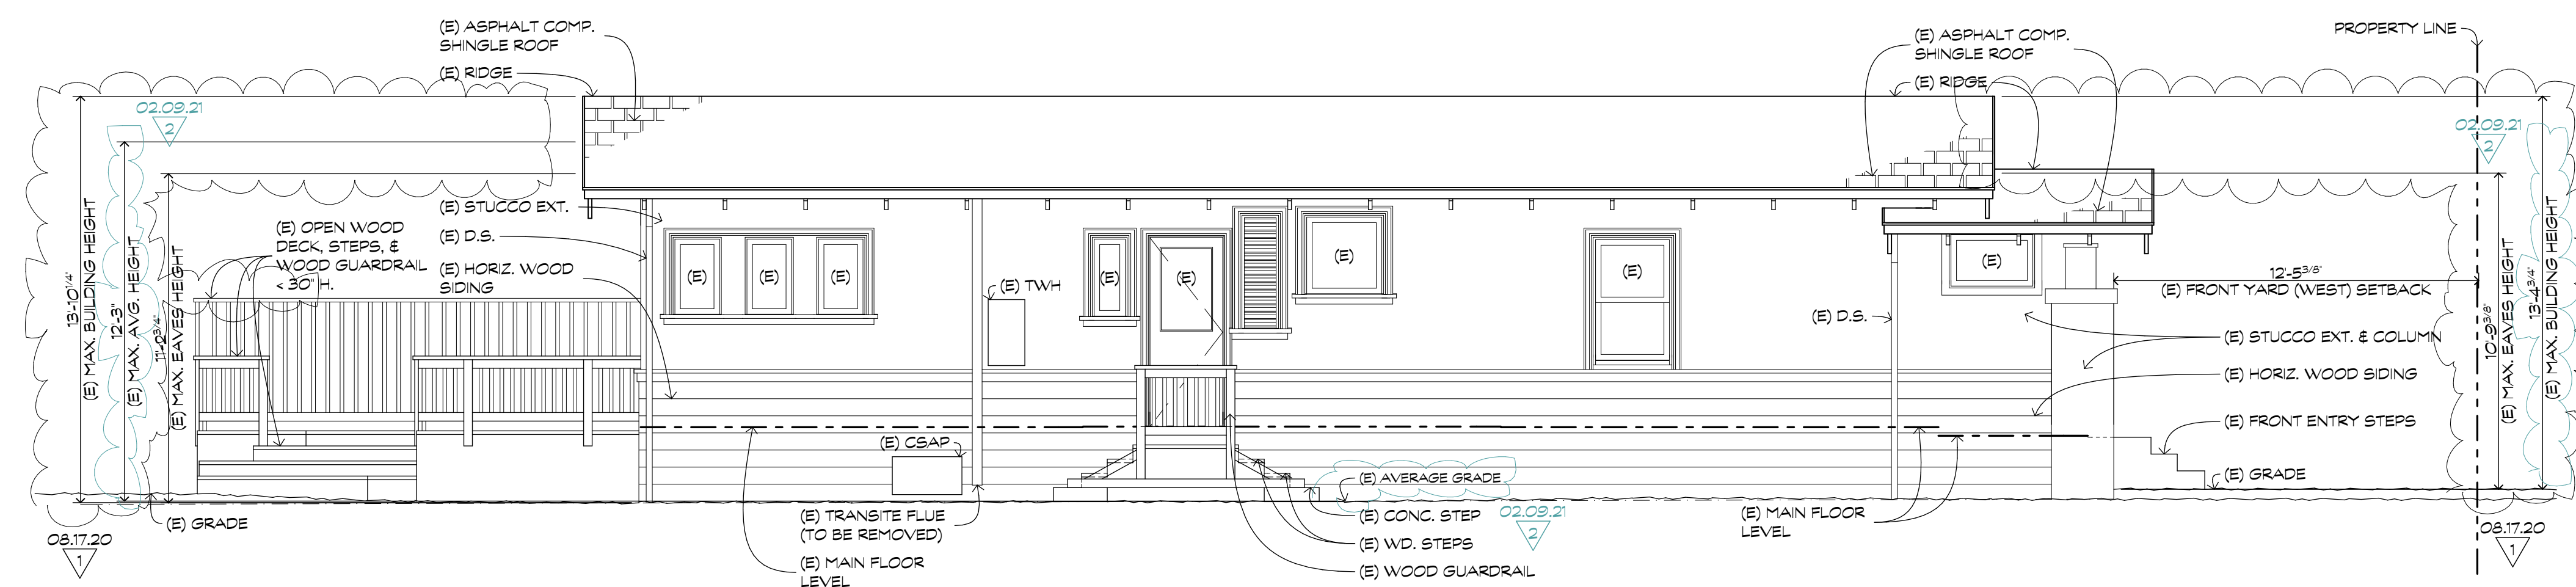 (E) ASPHALT COMP.
SHINGLE ROOF
(E) RIDGE
(E) ASPHALT COMP.
SHINGLE ROOF
(E) RIDGE
PROPERTY LINE
02.09.21
2
02.09.21
2
(E) STUCCO EXT.
(E) D.S.
(E) HORIZ. WOOD
SIDING
(E) OPEN WOOD
DECK, STEPS, &
WOOD GUARDRAIL
< 30" H.
13'-10 1/4"
(E) MAX. BUILDING HEIGHT
12'-3"
(E) MAX. AVG. HEIGHT
11'-2 3/4"
(E) MAX. EAVES HEIGHT
(E)
(E)
(E)
(E) TWH
(E)
(E)
(E)
(E)
(E)
(E) D.S.
12'-5 3/8"
(E) FRONT YARD (WEST) SETBACK
(E) STUCCO EXT. & COLUMN
(E) HORIZ. WOOD SIDING
(E) FRONT ENTRY STEPS
(E) GRADE
10'-9 3/8"
(E) MAX. EAVES HEIGHT
13'-4 3/4"
(E) MAX. BUILDING HEIGHT
(E) CSAP
(E) AVERAGE GRADE
(E) GRADE
(E) TRANSITE FLUE
(TO BE REMOVED)
(E) MAIN FLOOR
LEVEL
(E) CONC. STEP
(E) WD. STEPS
(E) WOOD GUARDRAIL
02.09.21
2
(E) MAIN FLOOR
LEVEL
08.17.20
1
08.17.20
1